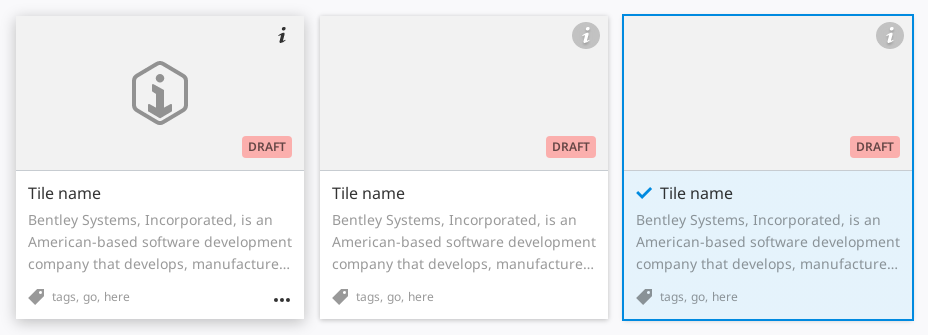 DRAFT
Tile name
Bentley Systems, Incorporated, is an
American-based software development
company that develops, manufacture...
tags, go, here
DRAFT
Tile name
Bentley Systems, Incorporated, is an
American-based software development
company that develops, manufacture...
tags, go, here
DRAFT
Tile name
Bentley Systems, Incorporated, is an
American-based software development
company that develops, manufacture...
tags, go, here